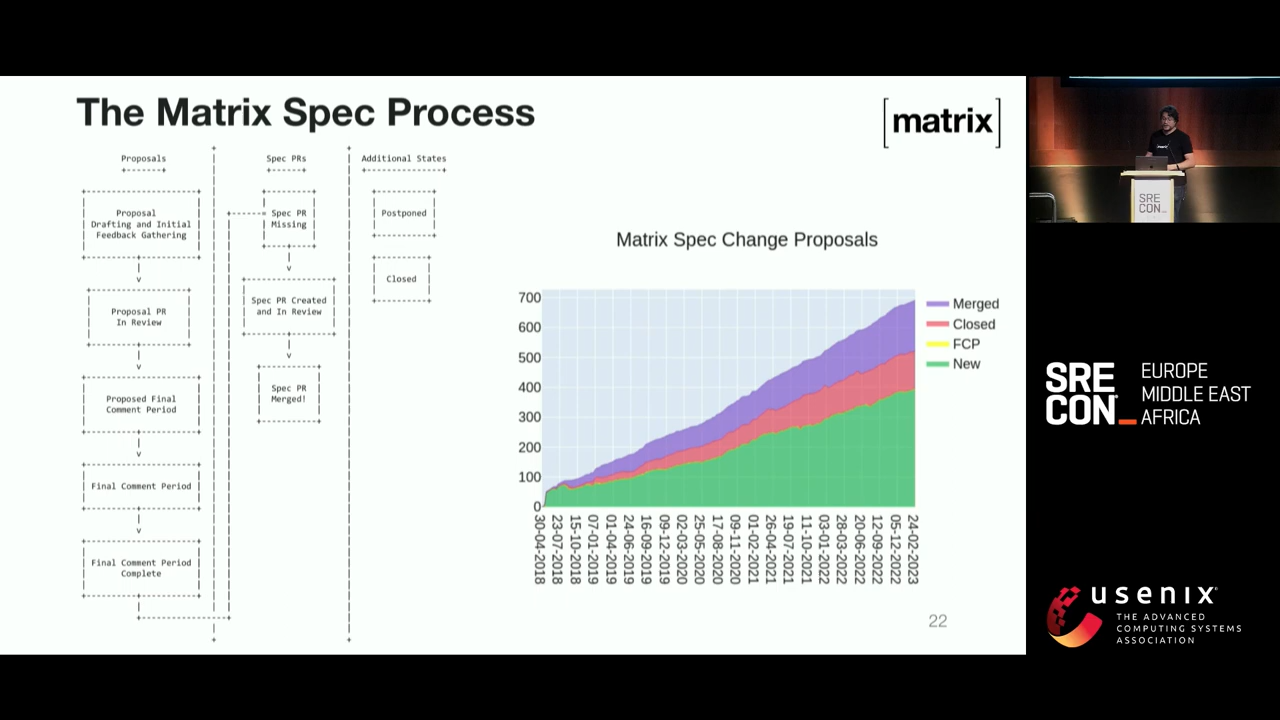 The Matrix Spec Process
[matrix]
Proposals
Spec PRs
Additional States
Proposal
Drafting and Initial
Feedback Gathering
Proposal PR
In Review
Proposed Final
Comment Period
Final Comment Period
Final Comment Period
Complete
Spec PR
Missing
Spec PR Created
and In Review
Spec PR
Merged!
Postponed
Closed
Matrix Spec Change Proposals
700
600
500
400
300
200
100
0
30-04-2018
23-07-2018
15-10-2018
07-01-2019
01-04-2019
24-06-2019
16-09-2019
09-12-2019
02-03-2020
25-05-2020
17-08-2020
09-11-2020
01-02-2021
26-04-2021
19-07-2021
11-10-2021
03-01-2022
28-03-2022
20-06-2022
12-09-2022
05-12-2022
24-02-2023
Merged
Closed
FCP
New
22
SRE
CON
SRE
CON_
EUROPE
MIDDLE EAST
AFRICA
usenix
THE ADVANCED
COMPUTING SYSTEMS
ASSOCIATION